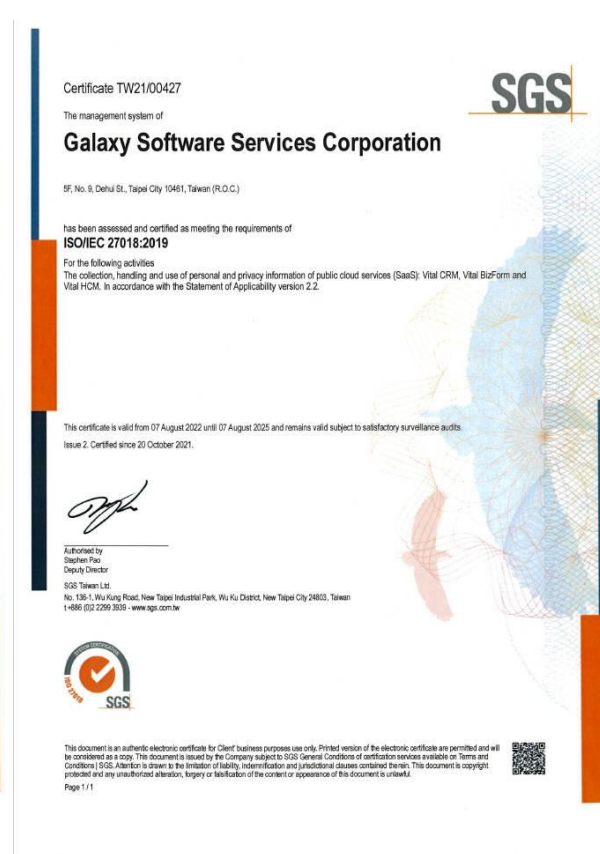 Certificate TW21/00427
SGS
The management system of
Galaxy Software Services Corporation
5F, No. 9, Dehui St., Taipei City 10461, Taiwan (R.O.C.)
has been assessed and certified as meeting the requirements of
ISO/IEC 27018:2019
For the following activities
The collection, handling and use of personal and privacy information of public cloud services (SaaS): Vital CRM, Vital BizForm and
Vital HCM. In accordance with the Statement of Applicability version 2.2.
This certificate is valid from 07 August 2022 until 07 August 2025 and remains valid subject to satisfactory surveillance audits.
Issue 2. Certified since 20 October 2021.
Authorised by
Stephen Pao
Deputy Director
SGS Taiwan Ltd.
No. 136-1, Wu Kung Road, New Taipei Industrial Park, Wu Ku District, New Taipei City 24803, Taiwan
t +886 (0)2 2299 3939 - www.sgs.com.tw
SYSTEM CERTIFICATION
ISO 27018
SGS
This document is an authentic electronic certificate for Client' business purposes use only. Printed version of the electronic certificate are permitted and will
be considered as a copy. This document is issued by the Company subject to SGS General Conditions of certification services available on Terms and
Conditions | SGS. Attention is drawn to the limitation of liability, indemnification and jurisdictional clauses contained therein. This document is copyright
protected and any unauthorized alteration, forgery or falsification of the content or appearance of this document is unlawful.
Page 1 / 1